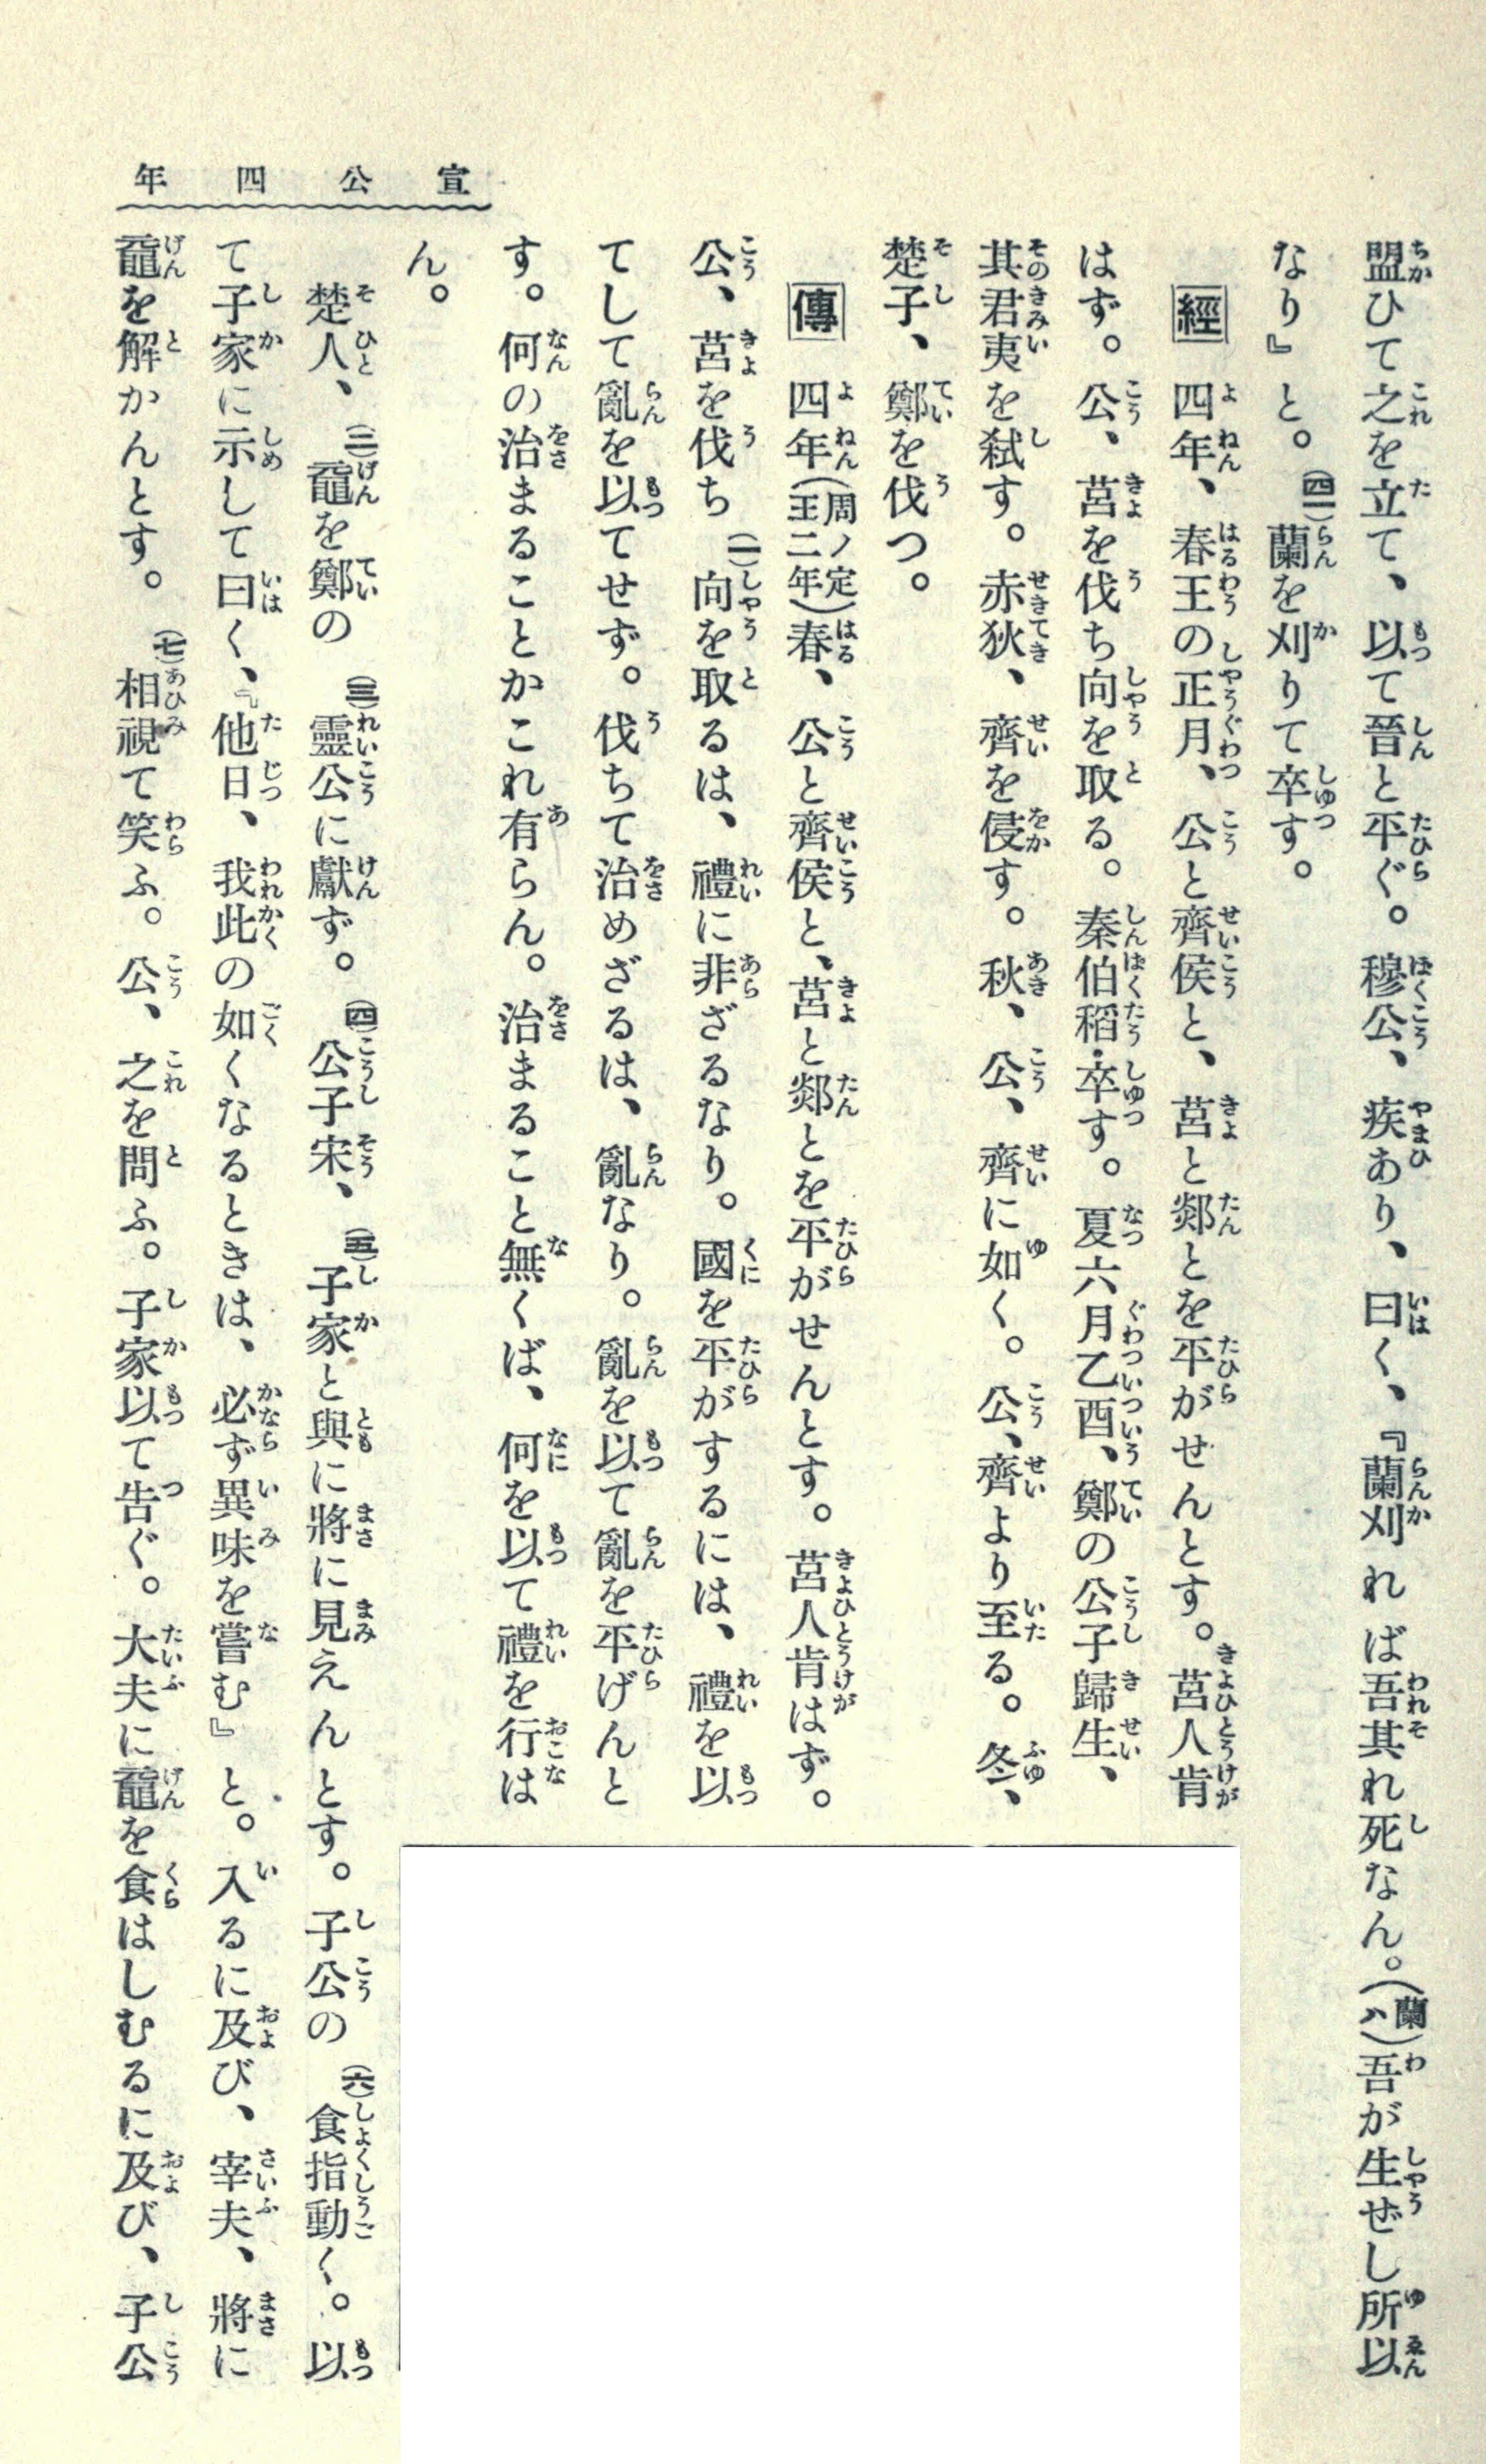 宣公四年
盟ひて之を立て、以て晉と平ぐ。穆公、疾あり、曰く、『蘭刈れば吾其れ死なん。(蘭ハ)吾が生ぜし所以
なり』と。(四一)蘭を刈りて卒す。
經 四年、春王の正月、公と齊侯と、莒と郯とを平がせんとす。莒人肯
はず。公、莒を伐ち向を取る。秦伯稻・卒す。夏六月乙酉、鄭の公子歸生、
其君夷を弑す。赤狄、齊を侵す。秋、公、齊に如く。公、齊より至る。冬、
楚子、鄭を伐つ。
傳 四年(周ノ定王二年)春、公と齊侯と、莒と郯とを平がせんとす。莒人肯はず。
公、莒を伐ち(一)向を取るは、禮に非ざるなり。國を平がするには、禮を以
てして亂を以てせず。伐ちて治めざるは、亂なり。亂を以て亂を平げんと
す。何の治まることかこれ有らん。治まること無くば、何を以て禮を行は
ん。
楚人、(二)黿を鄭の(三)靈公に獻ず。(四)公子宋、(五)子家と與に將に見えんとす。子公の(六)食指動く。以
て子家に示して曰く、『他日、我此の如くなるときは、必ず異味を嘗む』と。入るに及び、宰夫、將に
黿を解かんとす。(七)相視て笑ふ。公、之を問ふ。子家以て告ぐ。大夫に黿を食はしむるに及び、子公